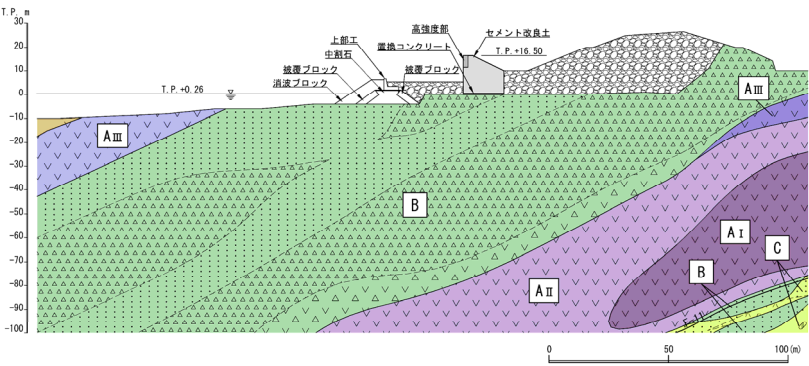 T.P. m
30
20
10
0
-10
-20
-30
-40
-50
-60
-70
-80
-90
-100
高強度部
セメント改良土
上部工
中割石
置換コンクリート
T.P.+16.50
被覆ブロック
被覆ブロック
消波ブロック
T.P.+0.26
AⅢ
AⅢ
B
AⅠ
C
B
AⅡ
F-11
0
50
100(m)